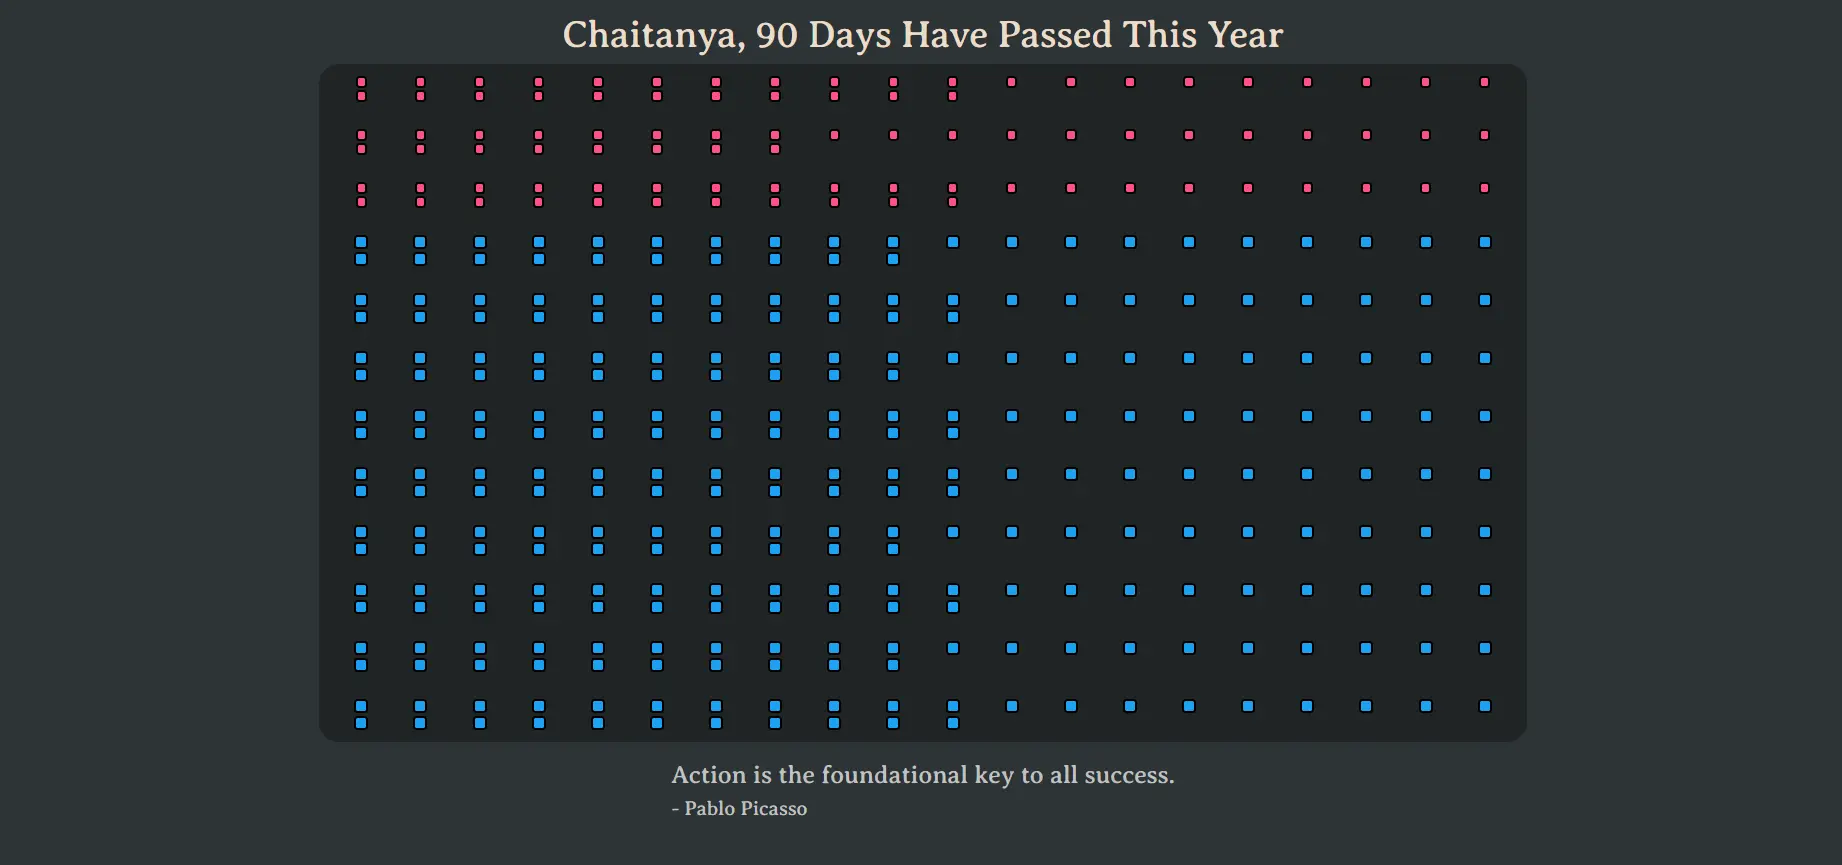 Chaitanya, 90 Days Have Passed This Year
Action is the foundational key to all success.
- Pablo Picasso